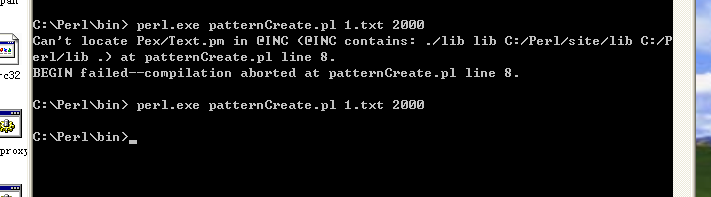 pan
C:\Perl\bin> perl.exe patternCreate.pl 1.txt 2000
Can't locate Pex/Text.pm in @INC (@INC contains: ./lib lib C:/Perl/site/lib C:/P
erl/lib .) at patternCreate.pl line 8.
BEGIN failed--compilation aborted at patternCreate.pl line 8.
-c32
C:\Perl\bin> perl.exe patternCreate.pl 1.txt 2000
C:\Perl\bin>_
proxy